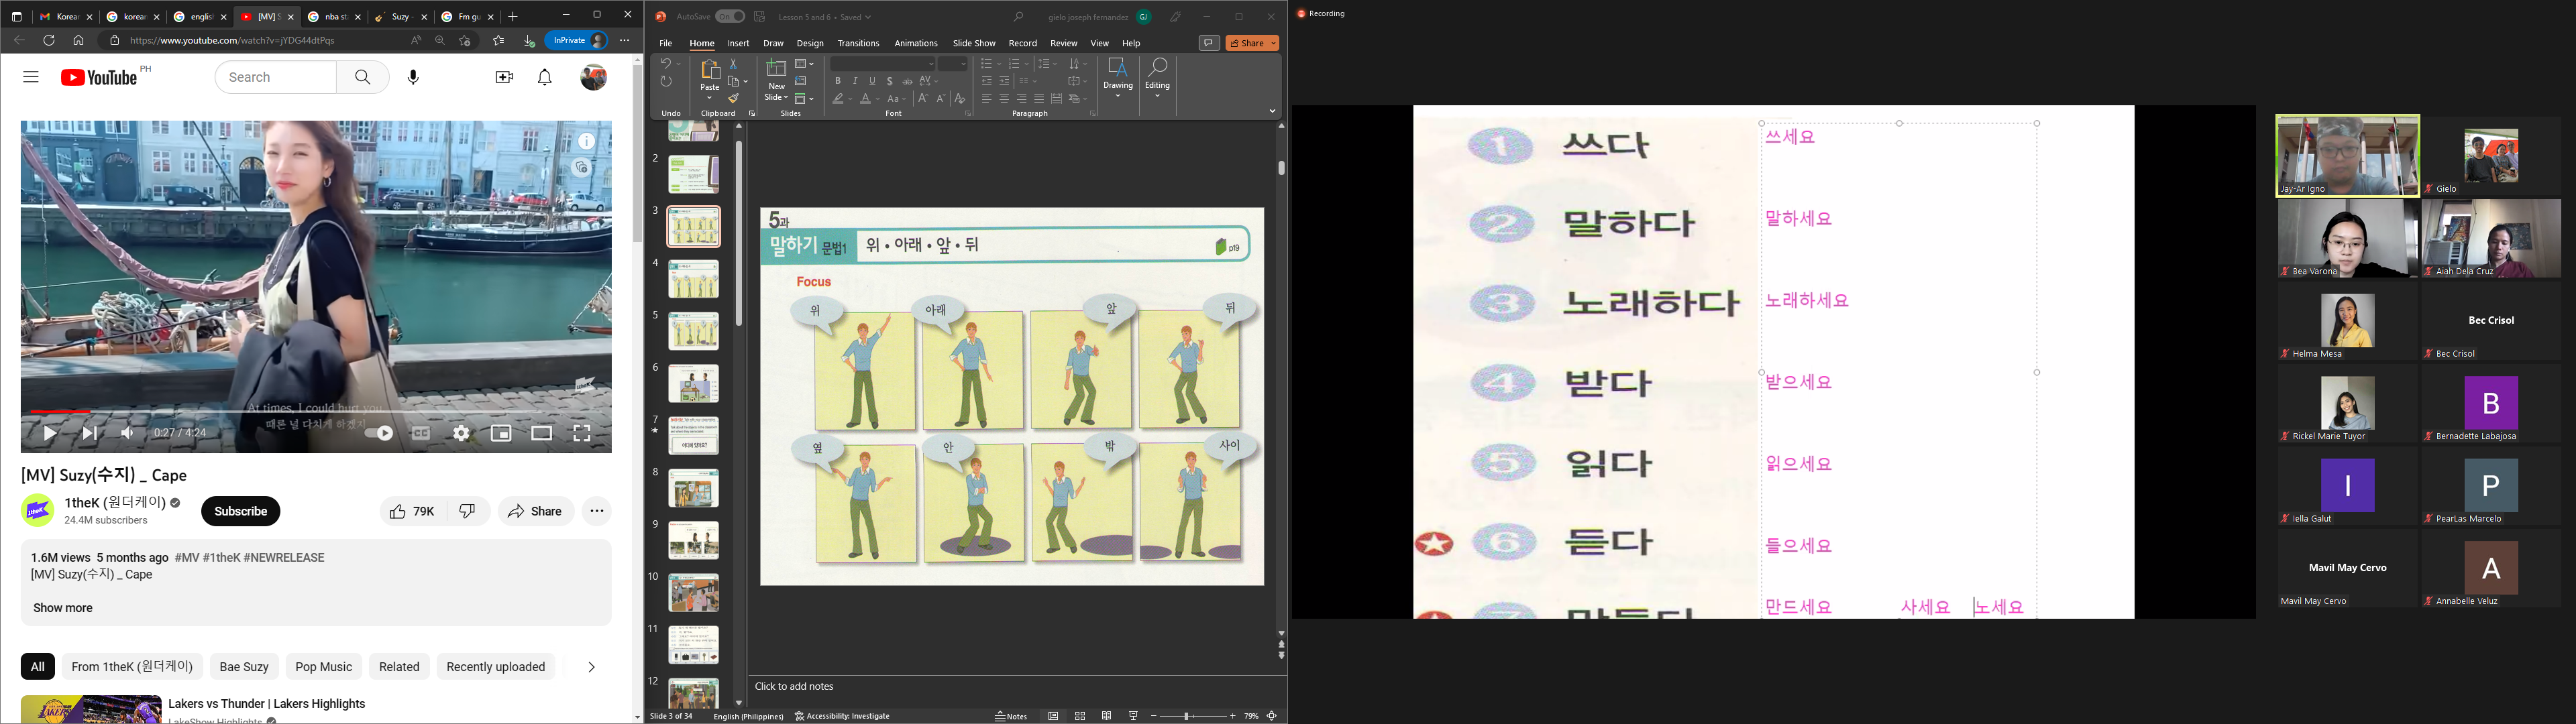 Korean
korean
english
[MV] S
nba st
Suzy -
Fm gu
https://www.youtube.com/watch?v=jYDG44dtPqs
InPrivate
YouTube PH
Search
At times, I could hurt you
때론 널 다치게 하겠지
0:27 / 4:24
[MV] Suzy(수지) _ Cape
1theK (원더케이)
24.4M subscribers
Subscribe
79K
Share
1.6M views 5 months ago #MV #1theK #NEWRELEASE
[MV] Suzy(수지) _ Cape
Show more
All
From 1theK (원더케이)
Bae Suzy
Pop Music
Related
Recently uploaded
LAKERS
Lakers vs Thunder | Lakers Highlights
LakeShow Highlights
AutoSave On Lesson 5 and 6 • Saved
gielo joseph fernandez GJ
File Home Insert Draw Design Transitions Animations Slide Show Record Review View Help
Share
Paste
New Slide
Drawing
Editing
Undo Clipboard Slides Font Paragraph
2
3
4
5
6
7
8
9
10
11
12
5과
말하기 문법1 위 • 아래 • 앞 • 뒤
p19
Focus
위 아래 앞 뒤
옆 안 밖 사이
Click to add notes
Slide 3 of 34 English (Philippines) Accessibility: Investigate Notes 79%
Recording
1 쓰다 쓰세요
2 말하다 말하세요
3 노래하다 노래하세요
4 받다 받으세요
5 읽다 읽으세요
6 듣다 들으세요
7 만들다 만드세요 사세요 노세요
Jay-Ar Igno
Gielo
Bea Varona
Aiah Dela Cruz
Helma Mesa
Bec Crisol
Bec Crisol
Rickel Marie Tuyor
B
Bernadette Labajosa
I
Iella Galut
P
PearLas Marcelo
Mavil May Cervo
Mavil May Cervo
A
Annabelle Veluz